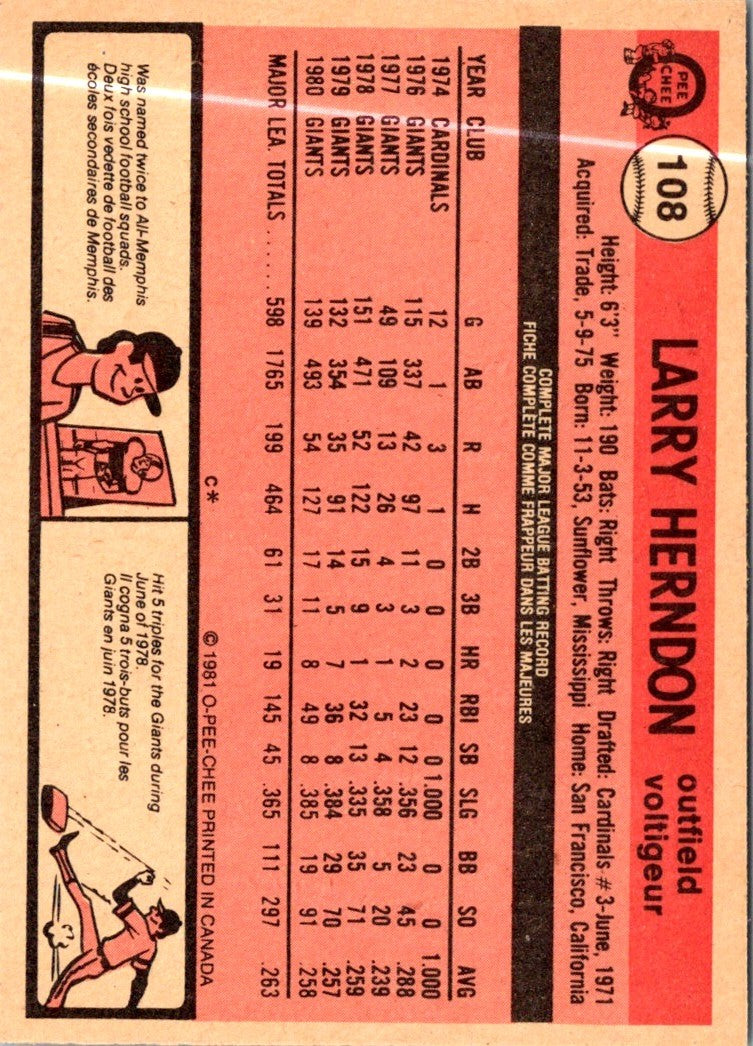 O
PEE
CHEE
108
LARRY HERNDON
outfield
voltigeur
Height: 6'3" Weight: 190 Bats: Right Throws: Right Drafted: Cardinals # 3-June, 1971
Acquired: Trade, 5-9-75 Born: 11-3-53, Sunflower, Mississippi Home: San Francisco, California
COMPLETE MAJOR LEAGUE BATTING RECORD
FICHE COMPLETE COMME FRAPPEUR DANS LES MAJEURES
YEAR CLUB G AB R H 2B 3B HR RBI SB SLG BB SO AVG
1974 CARDINALS 12 1 3 1 0 0 0 0 0 1.000 0 0 1.000
1976 GIANTS 115 337 42 97 11 3 2 23 12 .356 23 45 .288
1977 GIANTS 49 109 13 26 4 3 1 5 4 .358 5 20 .239
1978 GIANTS 151 471 52 122 15 9 1 32 13 .335 35 71 .259
1979 GIANTS 132 354 35 91 14 5 7 36 8 .384 29 70 .257
1980 GIANTS 139 493 54 127 17 11 8 49 8 .385 19 91 .258
MAJOR LEA. TOTALS ...... 598 1765 199 464 61 31 19 145 45 .365 111 297 .263
C* © 1981 O-PEE-CHEE PRINTED IN CANADA
Was named twice to All-Memphis
high school football squads.
Deux fois vedette de football des
écoles secondaires de Memphis.
Hit 5 triples for the Giants during
June of 1978.
Il cogna 5 trois-buts pour les
Giants en juin 1978.